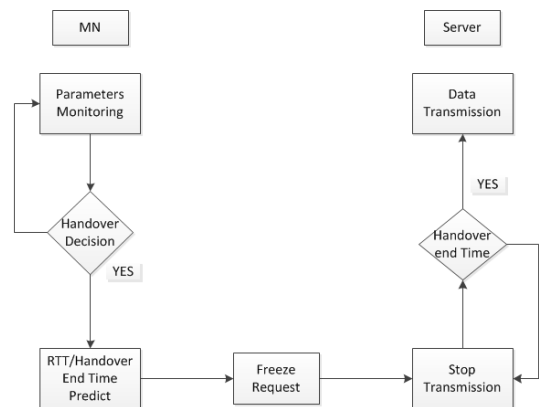 MN
Server
Parameters
Monitoring
Data
Transmission
YES
Handover
Decision
Handover
end Time
YES
RTT/Handover
End Time
Predict
Freeze
Request
Stop
Transmission